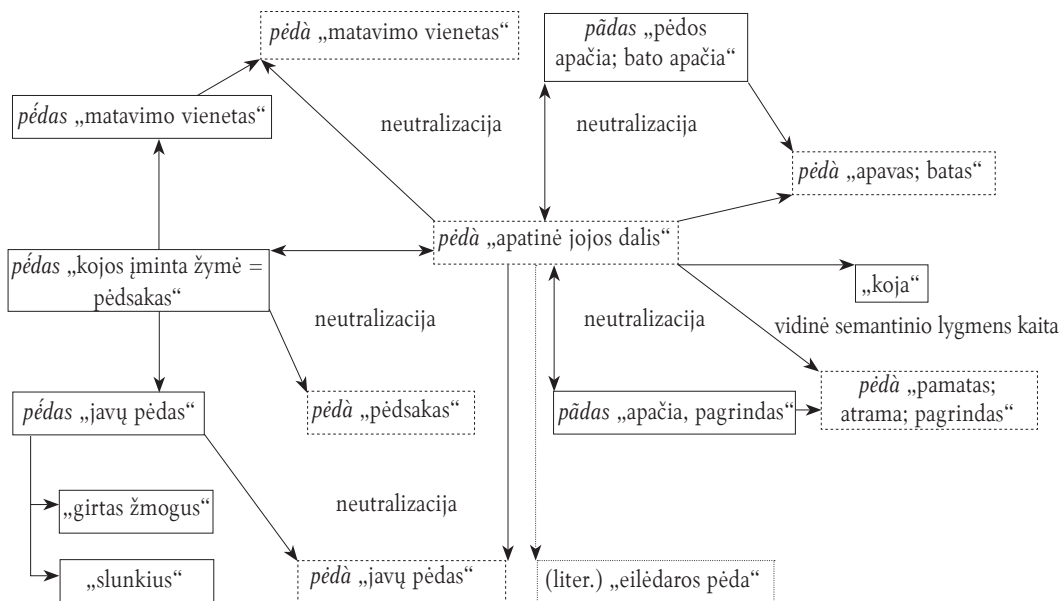 pėdà „matavimo vienetas“
pãdas „pėdos
apačia; bato apačia“
pė́das „matavimo vienetas“
neutralizacija
neutralizacija
pėdà „apavas; batas“
pėdà „apatinė jojos dalis“
pė́das „kojos įminta žymė =
pėdsakas“
„koja“
neutralizacija
neutralizacija
vidinė semantinio lygmens kaita
pė́das „javų pėdas“
pėdà „pėdsakas“
pãdas „apačia, pagrindas“
pėdà „pamatas;
atrama; pagrindas“
„girtas žmogus“
neutralizacija
„slunkius“
pėdà „javų pėdas“
(liter.) „eilėdaros pėda“